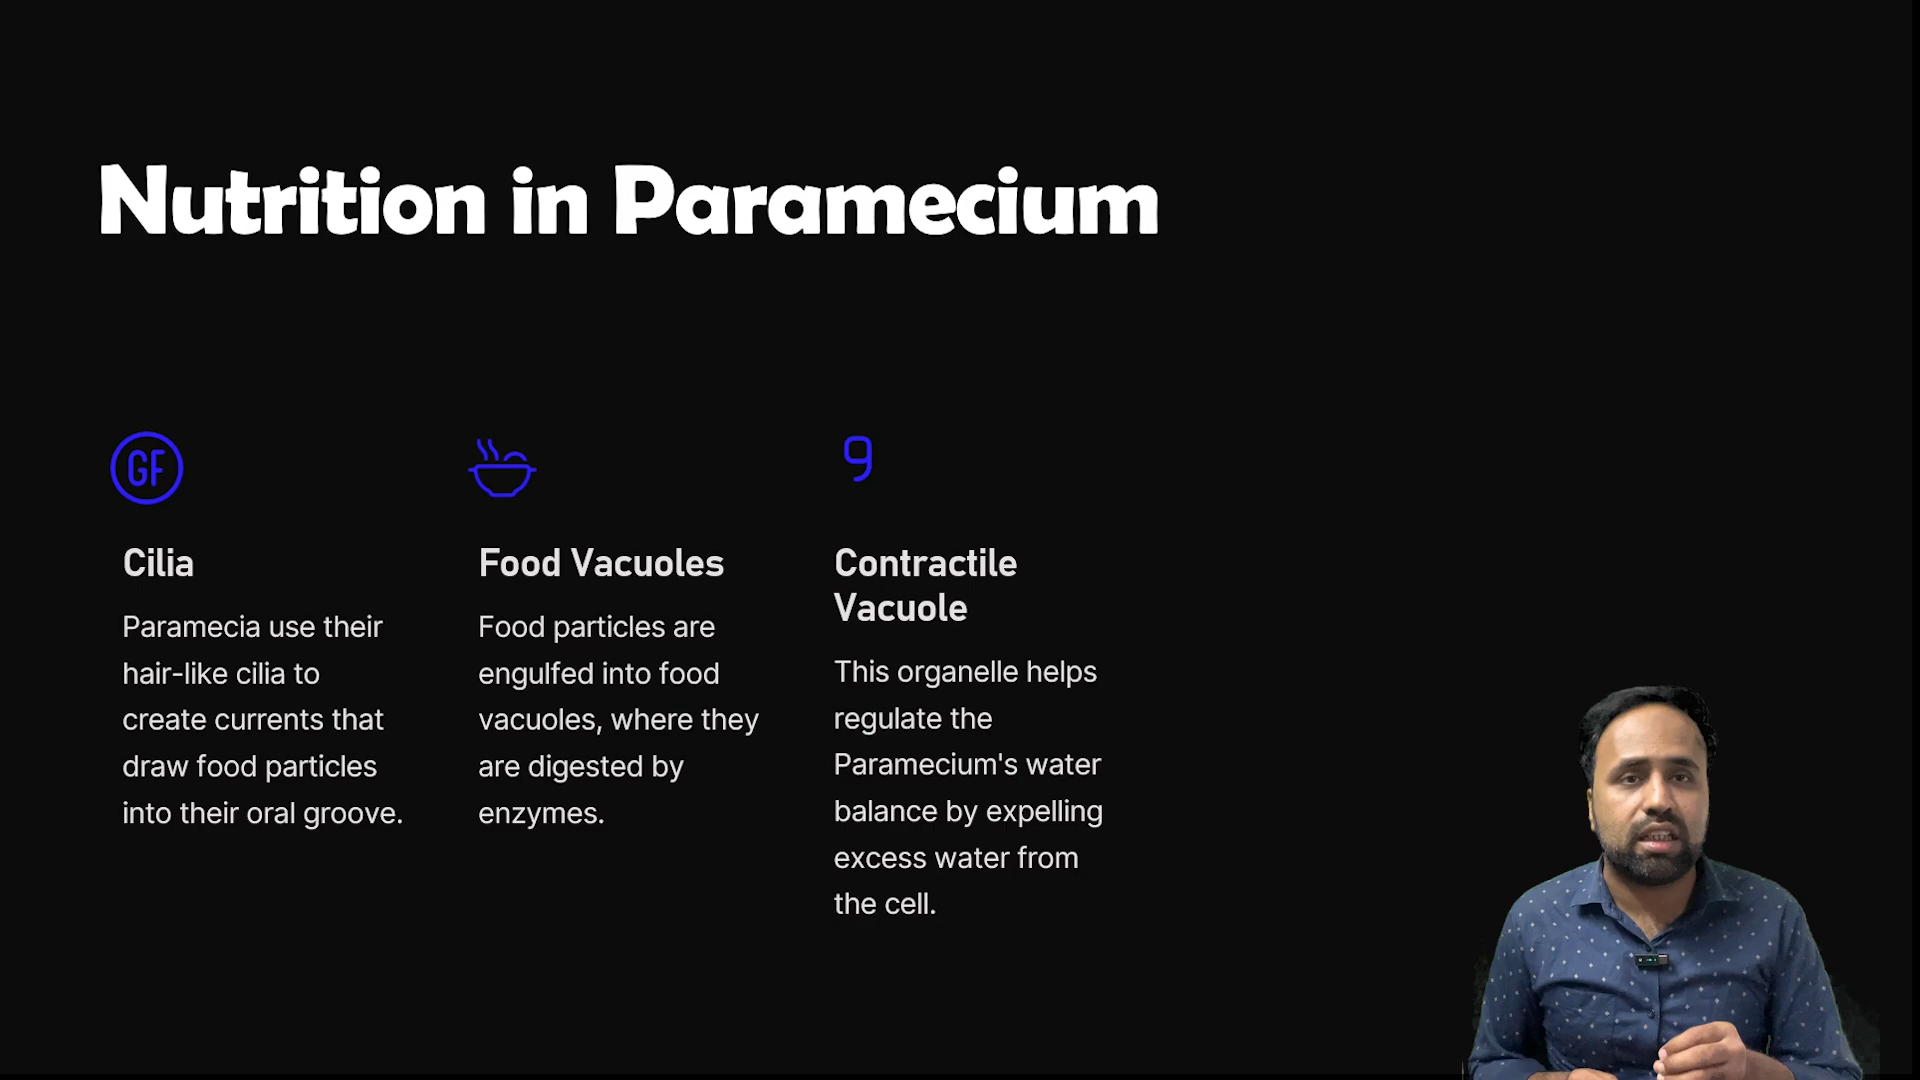 Nutrition in Paramecium
GF
9
Cilia
Paramecia use their
hair-like cilia to
create currents that
draw food particles
into their oral groove.
Food Vacuoles
Food particles are
engulfed into food
vacuoles, where they
are digested by
enzymes.
Contractile
Vacuole
This organelle helps
regulate the
Paramecium's water
balance by expelling
excess water from
the cell.